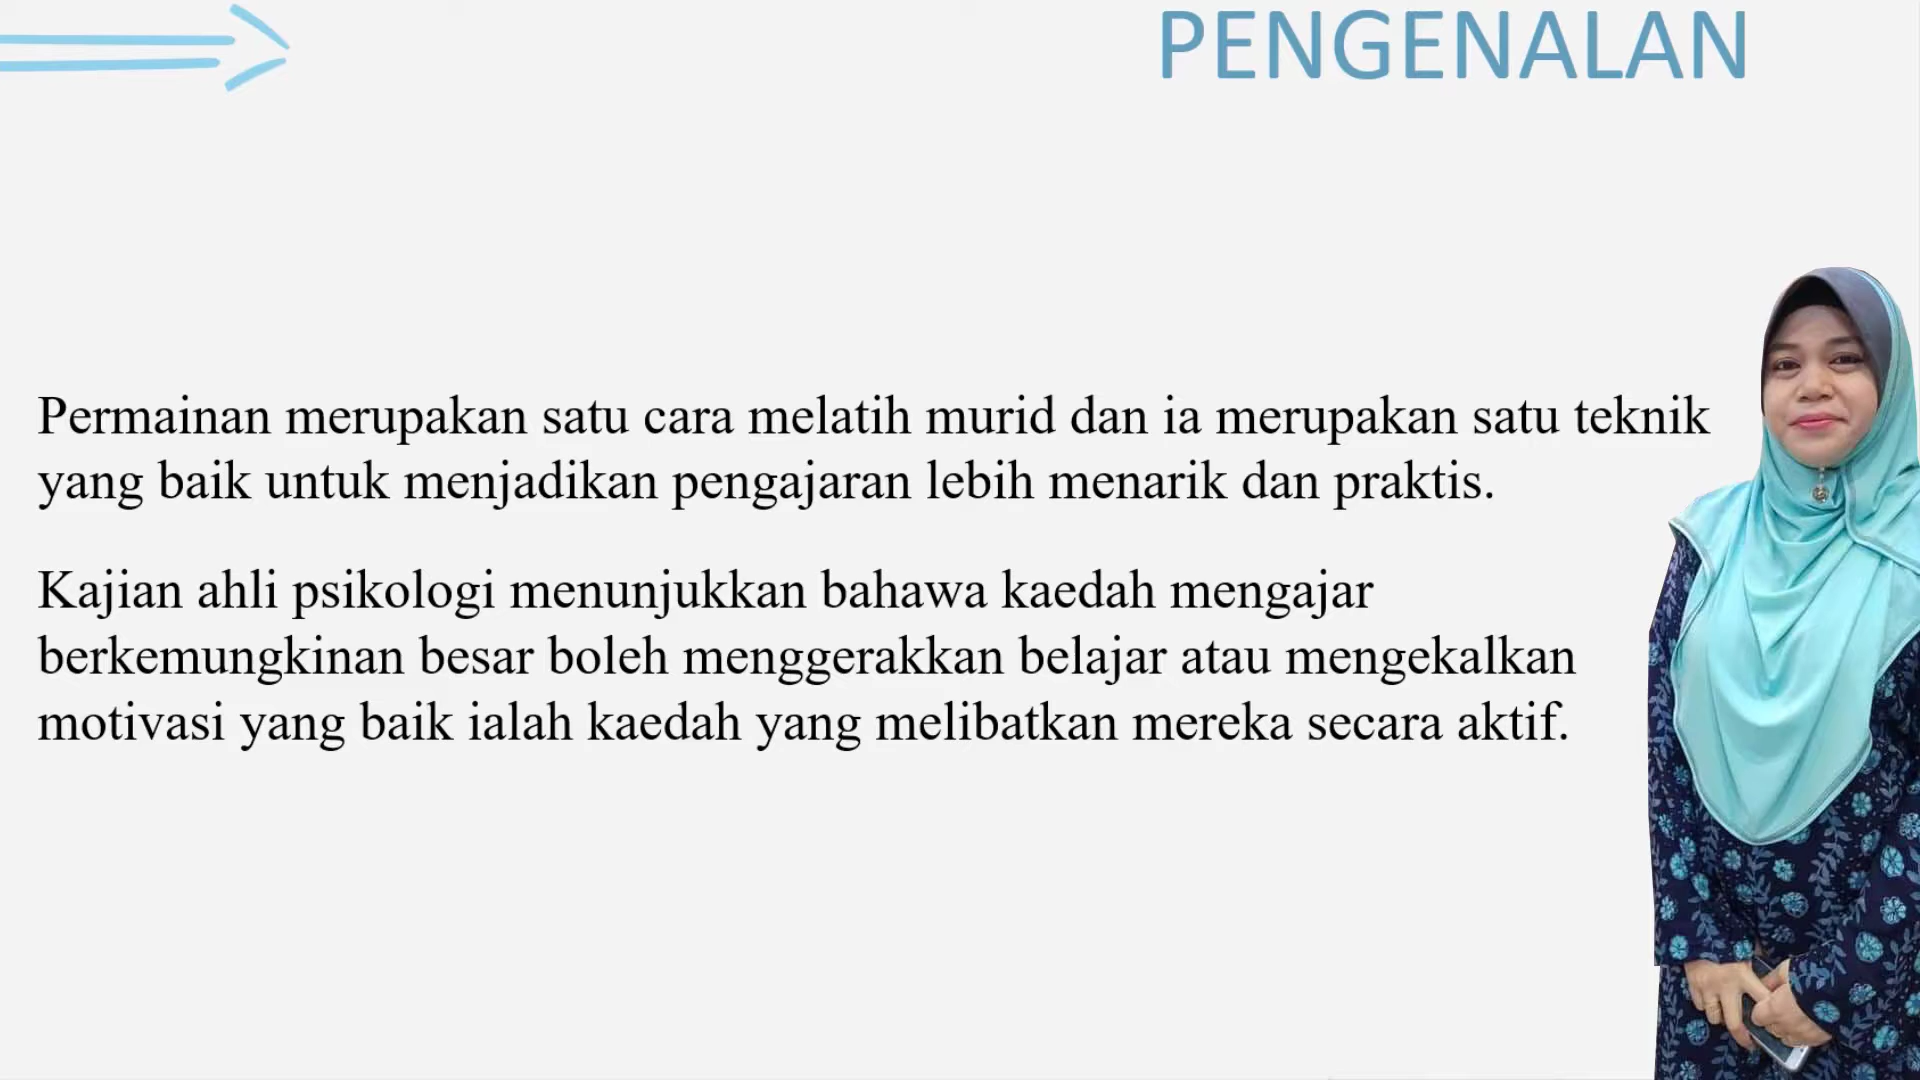 PENGENALAN
Permainan merupakan satu cara melatih murid dan ia merupakan satu teknik
yang baik untuk menjadikan pengajaran lebih menarik dan praktis.
Kajian ahli psikologi menunjukkan bahawa kaedah mengajar
berkemungkinan besar boleh menggerakkan belajar atau mengekalkan
motivasi yang baik ialah kaedah yang melibatkan mereka secara aktif.